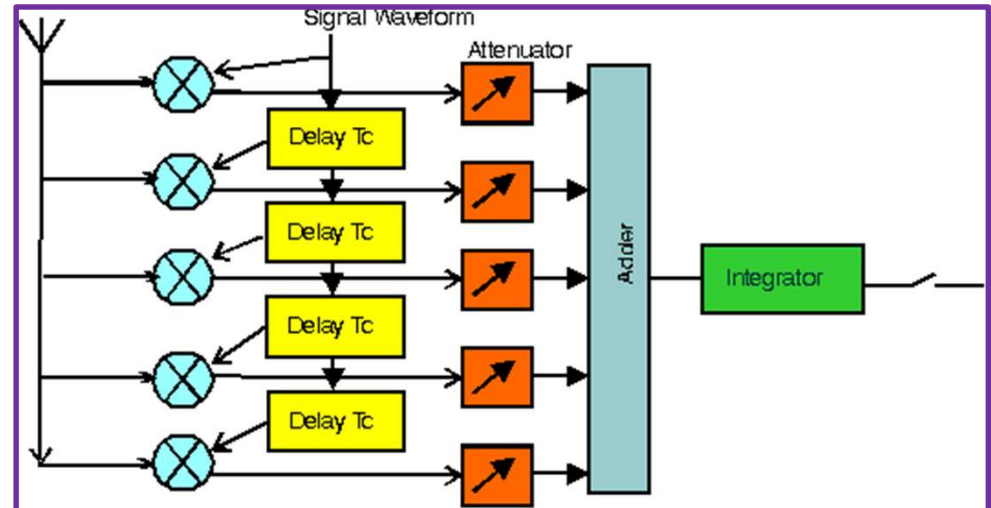 Signal Waveform
Attenuator
Delay Tc
Delay Tc
Delay Tc
Delay Tc
Adder
Integrator